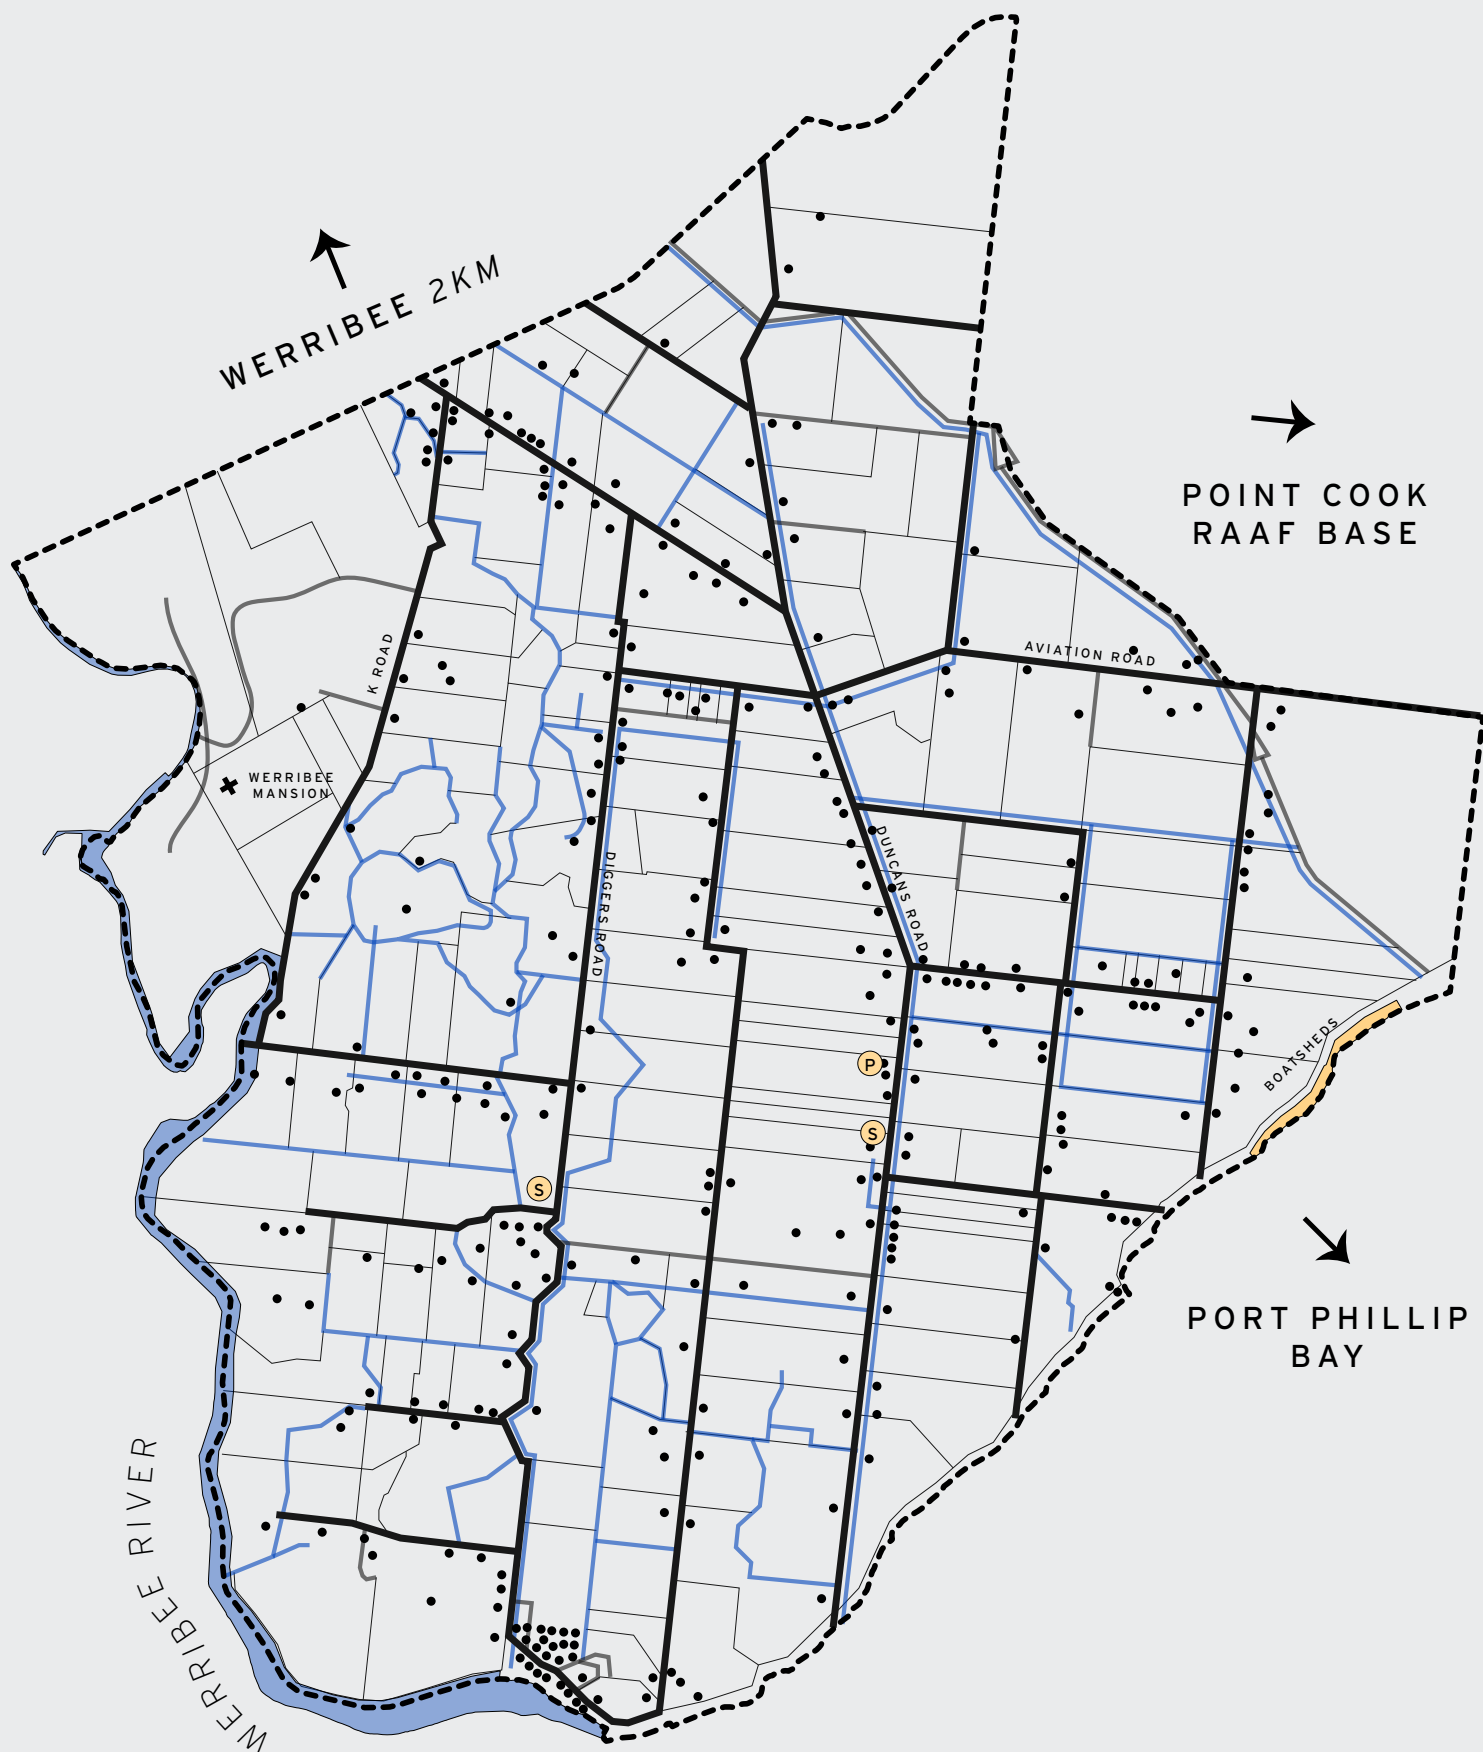 WERRIBEE 2KM
POINT COOK
RAAF BASE
AVIATION ROAD
K ROAD
WERRIBEE
MANSION
DIGGERS ROAD
DUNCANS ROAD
BOATSHEDS
P
S
S
PORT PHILLIP
BAY
WERRIBEE RIVER